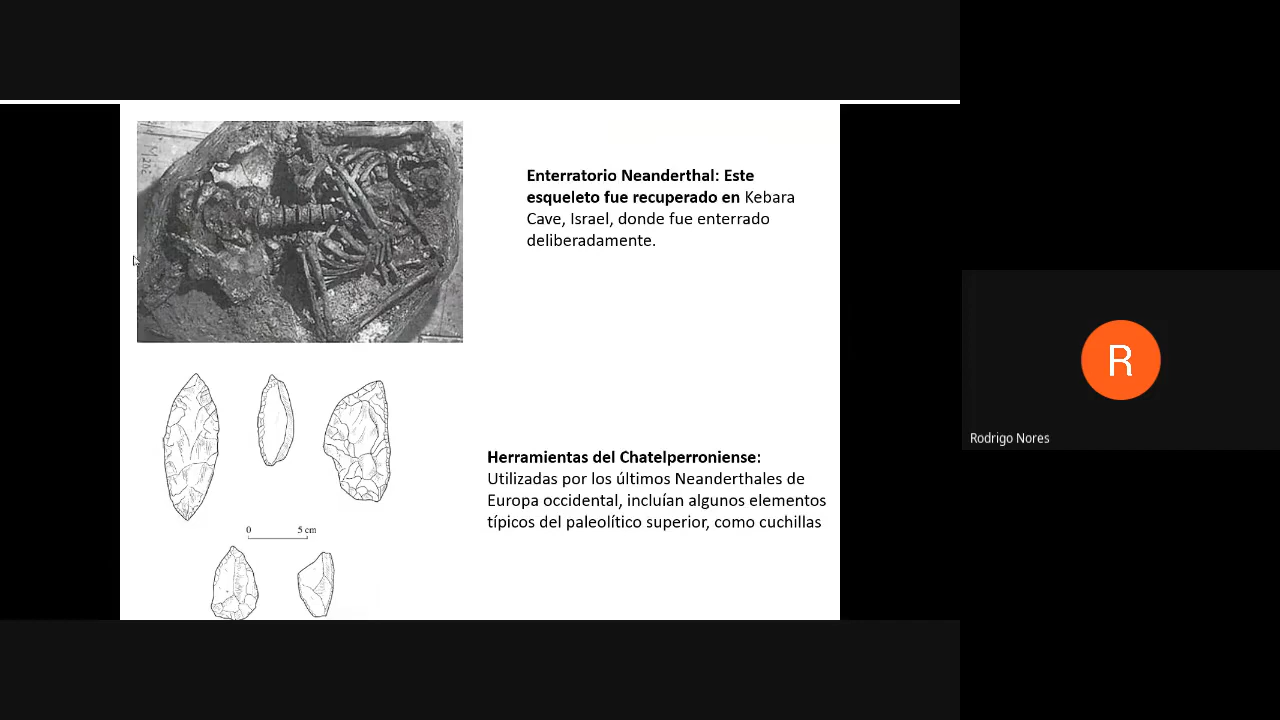 Enterratorio Neanderthal: Este
esqueleto fue recuperado en Kebara
Cave, Israel, donde fue enterrado
deliberadamente.
R
Rodrigo Nores
Herramientas del Chatelperroniense:
Utilizadas por los últimos Neanderthales de
Europa occidental, incluían algunos elementos
típicos del paleolítico superior, como cuchillas
0 5 cm